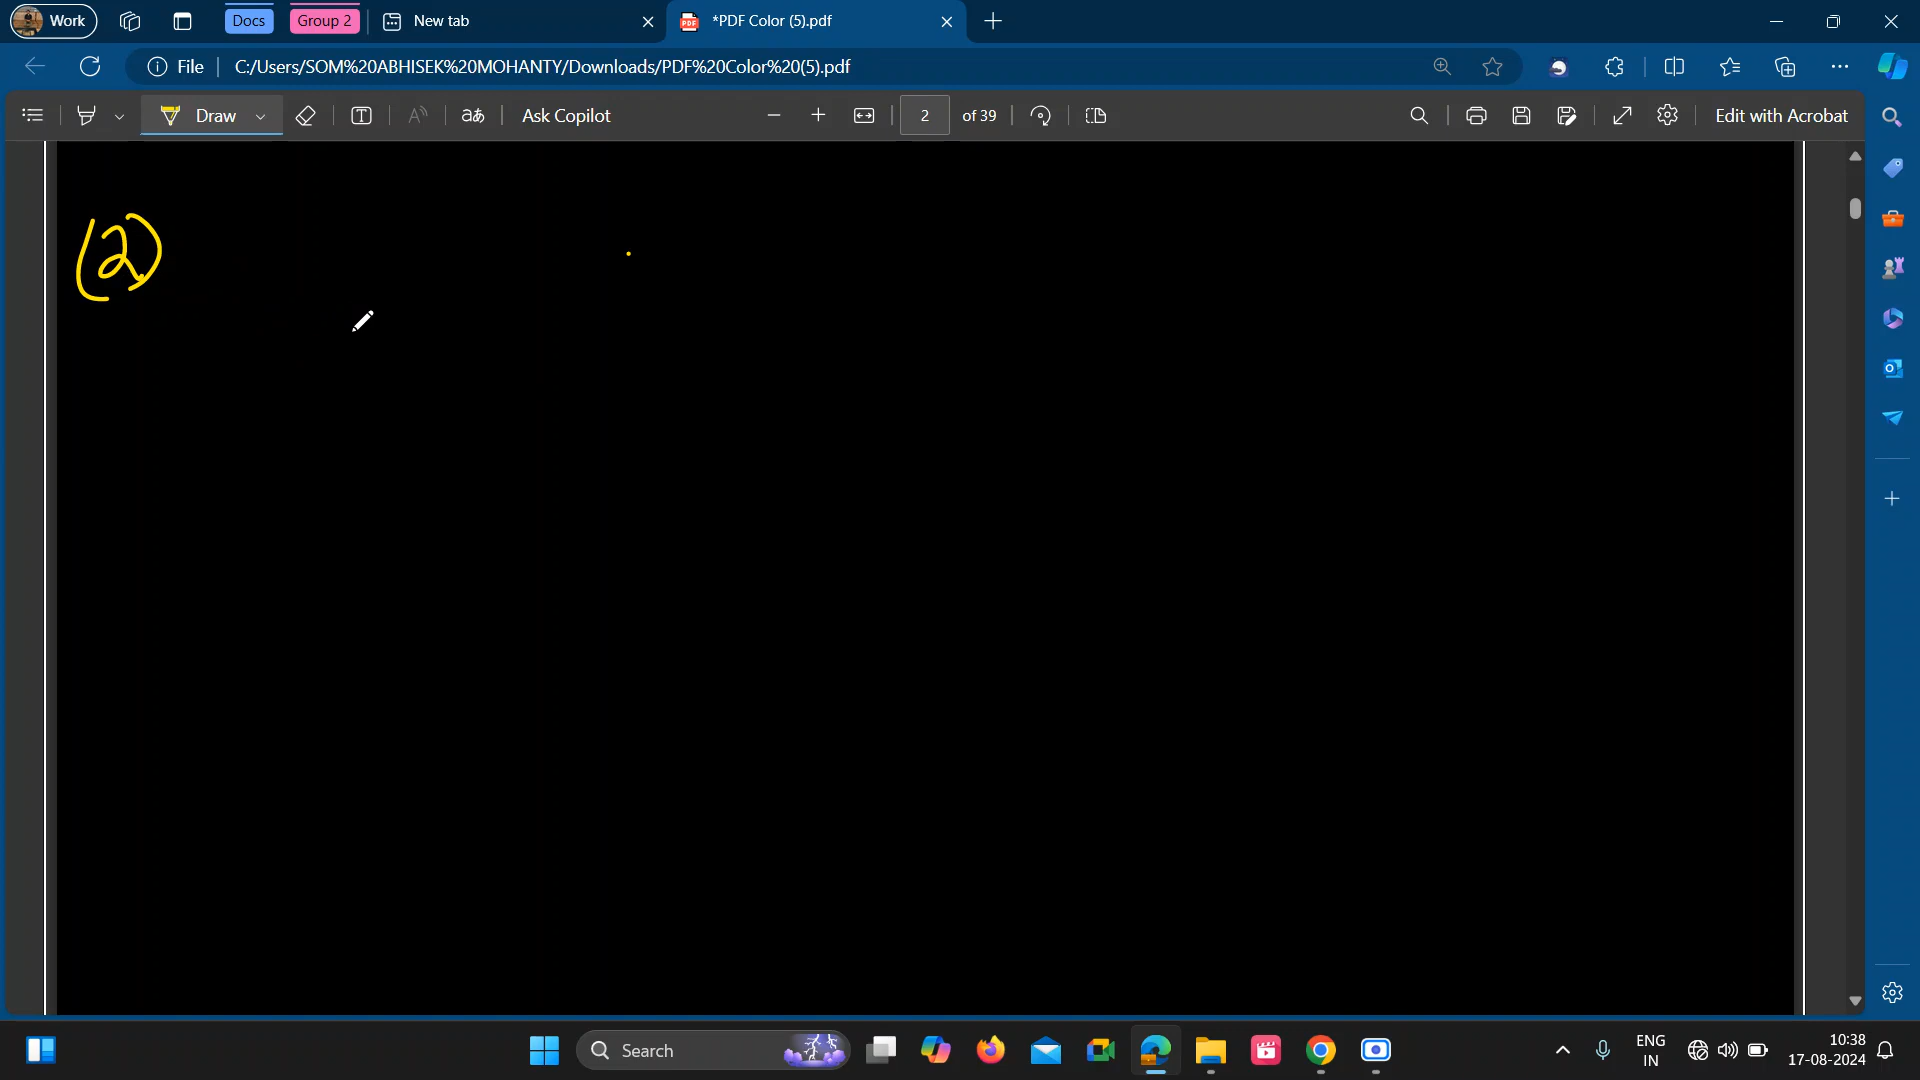 Work
Docs
Group 2
New tab
*PDF Color (5).pdf
File
C:/Users/SOM%20ABHISEK%20MOHANTY/Downloads/PDF%20Color%20(5).pdf
Draw
aあ
Ask Copilot
2 of 39
Edit with Acrobat
(2)
Search
ENG
IN
10:38
17-08-2024